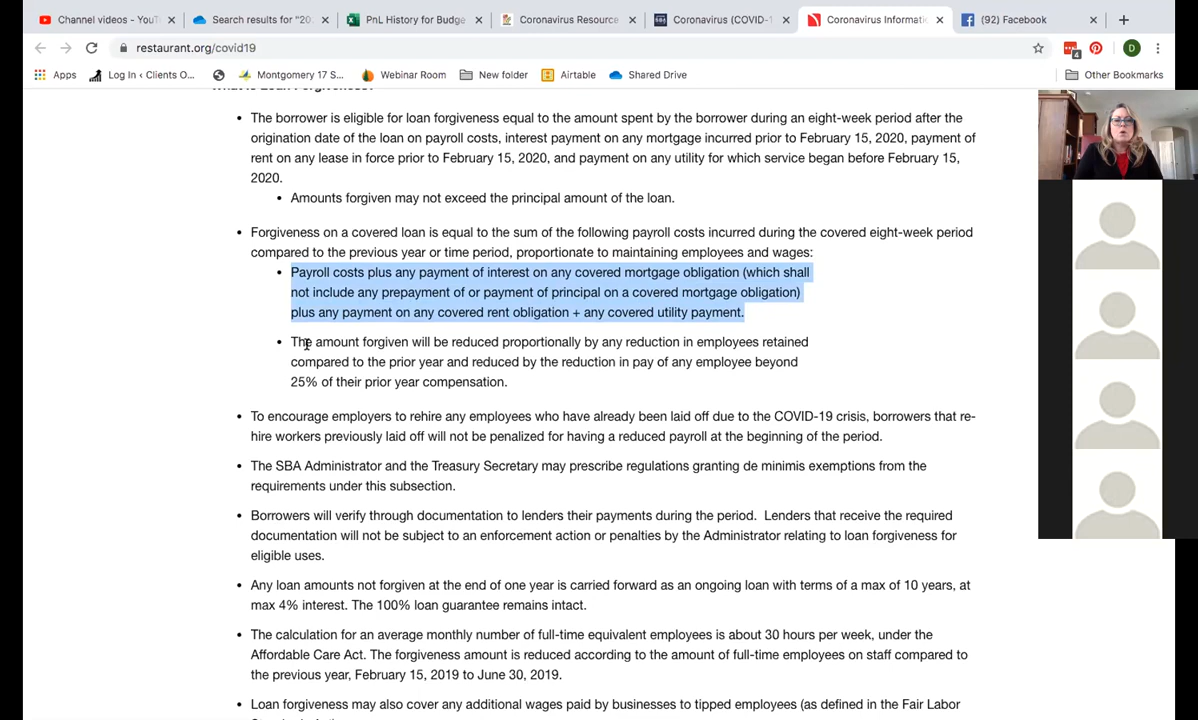 Channel videos - YouT
Search results for "20
PnL History for Budge
Coronavirus Resource
Coronavirus (COVID-1
Coronavirus Informati
(92) Facebook
restaurant.org/covid19
4
D
Apps
Log In ‹ Clients O...
Montgomery 17 S...
Webinar Room
New folder
Airtable
Shared Drive
Other Bookmarks
• The borrower is eligible for loan forgiveness equal to the amount spent by the borrower during an eight-week period after the
origination date of the loan on payroll costs, interest payment on any mortgage incurred prior to February 15, 2020, payment of
rent on any lease in force prior to February 15, 2020, and payment on any utility for which service began before February 15,
2020.
• Amounts forgiven may not exceed the principal amount of the loan.
• Forgiveness on a covered loan is equal to the sum of the following payroll costs incurred during the covered eight-week period
compared to the previous year or time period, proportionate to maintaining employees and wages:
• Payroll costs plus any payment of interest on any covered mortgage obligation (which shall
not include any prepayment of or payment of principal on a covered mortgage obligation)
plus any payment on any covered rent obligation + any covered utility payment.
• The amount forgiven will be reduced proportionally by any reduction in employees retained
compared to the prior year and reduced by the reduction in pay of any employee beyond
25% of their prior year compensation.
• To encourage employers to rehire any employees who have already been laid off due to the COVID-19 crisis, borrowers that re-
hire workers previously laid off will not be penalized for having a reduced payroll at the beginning of the period.
• The SBA Administrator and the Treasury Secretary may prescribe regulations granting de minimis exemptions from the
requirements under this subsection.
• Borrowers will verify through documentation to lenders their payments during the period.  Lenders that receive the required
documentation will not be subject to an enforcement action or penalties by the Administrator relating to loan forgiveness for
eligible uses.
• Any loan amounts not forgiven at the end of one year is carried forward as an ongoing loan with terms of a max of 10 years, at
max 4% interest. The 100% loan guarantee remains intact.
• The calculation for an average monthly number of full-time equivalent employees is about 30 hours per week, under the
Affordable Care Act. The forgiveness amount is reduced according to the amount of full-time employees on staff compared to
the previous year, February 15, 2019 to June 30, 2019.
• Loan forgiveness may also cover any additional wages paid by businesses to tipped employees (as defined in the Fair Labor